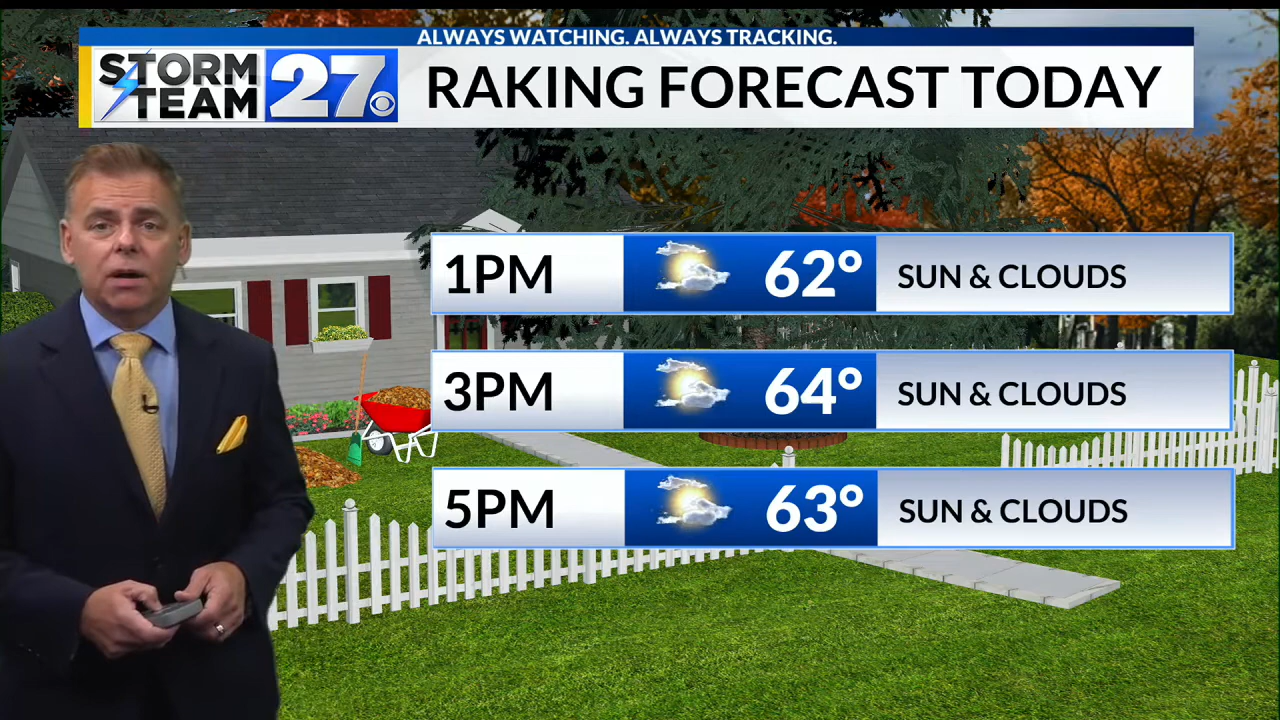 ALWAYS WATCHING. ALWAYS TRACKING.
STORM
TEAM
27
RAKING FORECAST TODAY
1PM 62° SUN & CLOUDS
3PM 64° SUN & CLOUDS
5PM 63° SUN & CLOUDS